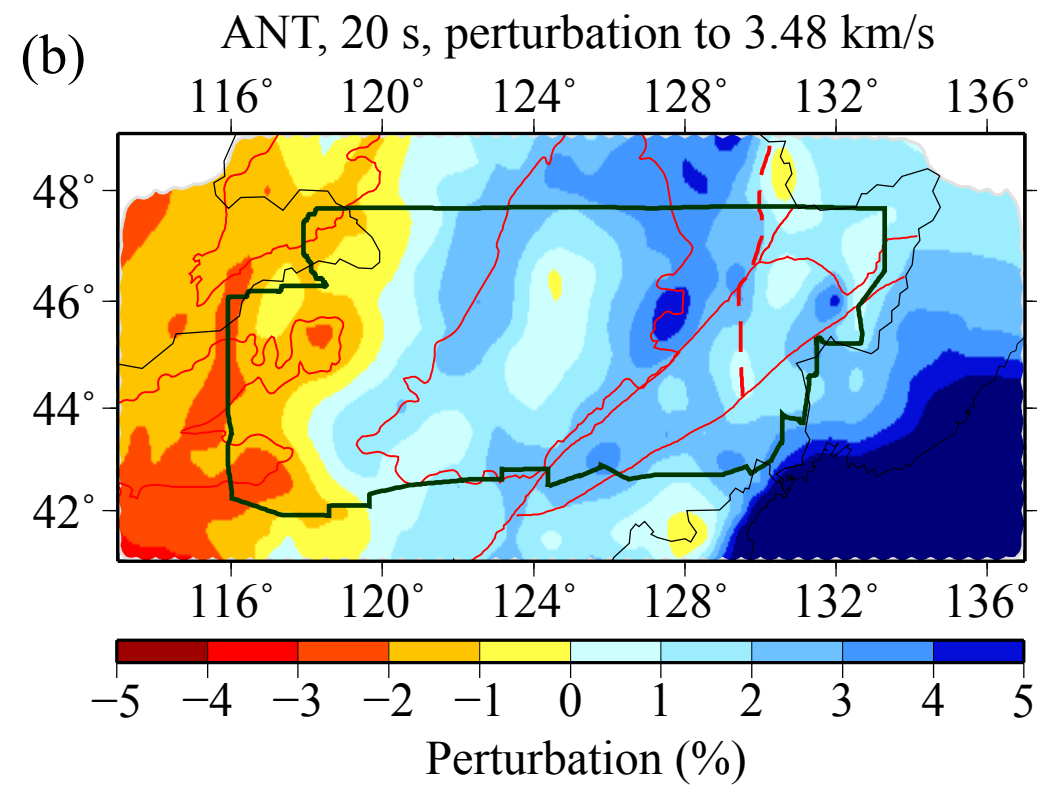 ANT, 20 s, perturbation to 3.48 km/s
(b)
116˚ 120˚ 124˚ 128˚ 132˚ 136˚
48˚
46˚
44˚
42˚
116˚ 120˚ 124˚ 128˚ 132˚ 136˚
−5 −4 −3 −2 −1 0 1 2 3 4 5
Perturbation (%)